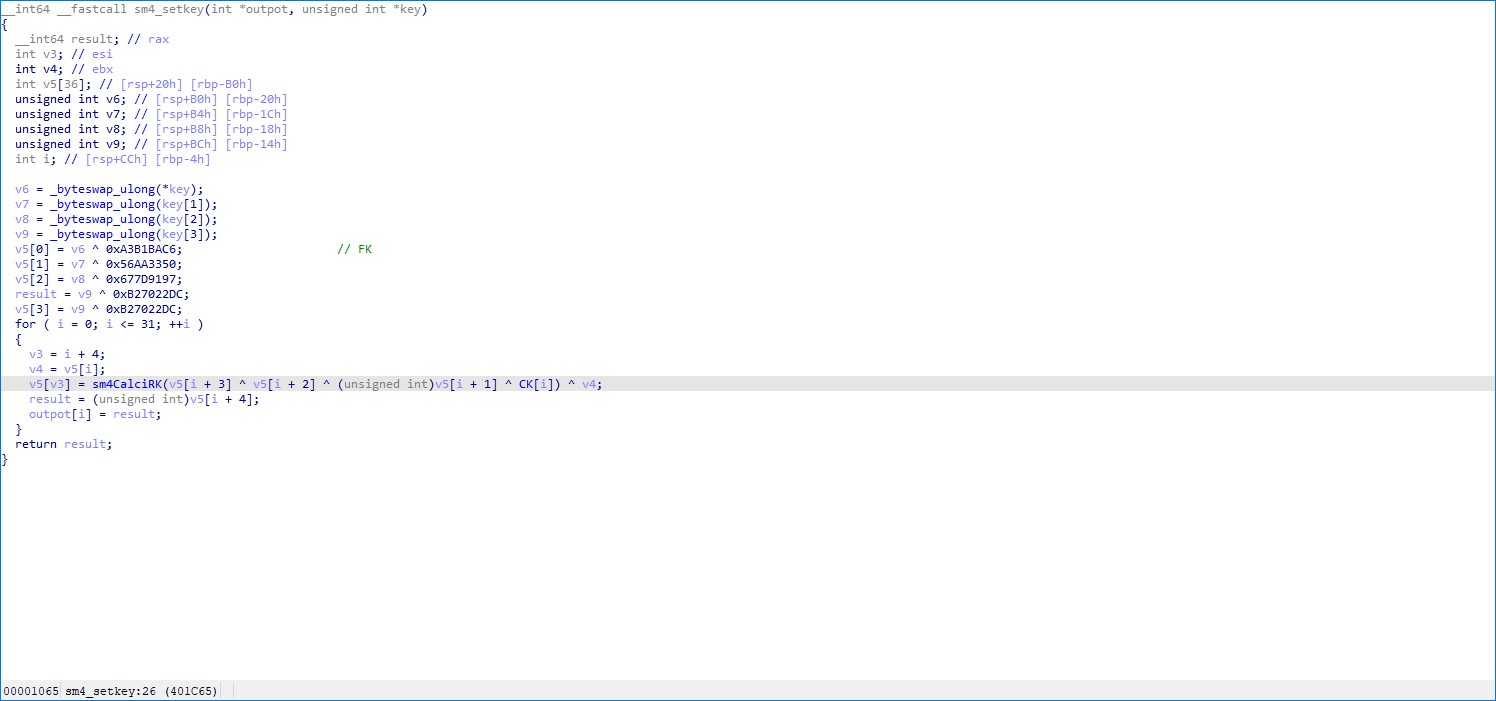 __int64 __fastcall sm4_setkey(int *outpot, unsigned int *key)
{
  __int64 result; // rax
  int v3; // esi
  int v4; // ebx
  int v5[36]; // [rsp+20h] [rbp-B0h]
  unsigned int v6; // [rsp+B0h] [rbp-20h]
  unsigned int v7; // [rsp+B4h] [rbp-1Ch]
  unsigned int v8; // [rsp+B8h] [rbp-18h]
  unsigned int v9; // [rsp+BCh] [rbp-14h]
  int i; // [rsp+CCh] [rbp-4h]

  v6 = _byteswap_ulong(*key);
  v7 = _byteswap_ulong(key[1]);
  v8 = _byteswap_ulong(key[2]);
  v9 = _byteswap_ulong(key[3]);
  v5[0] = v6 ^ 0xA3B1BAC6;                      // FK
  v5[1] = v7 ^ 0x56AA3350;
  v5[2] = v8 ^ 0x677D9197;
  result = v9 ^ 0xB27022DC;
  v5[3] = v9 ^ 0xB27022DC;
  for ( i = 0; i <= 31; ++i )
  {
    v3 = i + 4;
    v4 = v5[i];
    v5[v3] = sm4CalciRK(v5[i + 3] ^ v5[i + 2] ^ (unsigned int)v5[i + 1] ^ CK[i]) ^ v4;
    result = (unsigned int)v5[i + 4];
    outpot[i] = result;
  }
  return result;
}
00001065 sm4_setkey:26 (401C65)